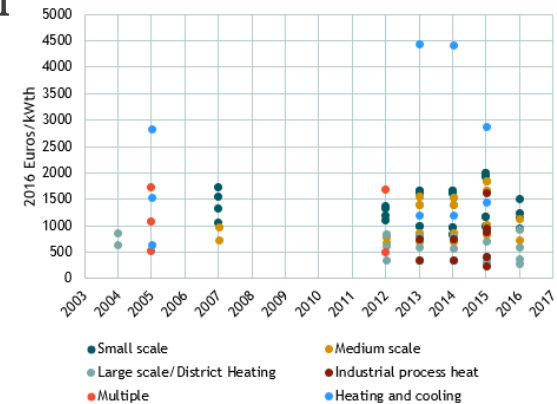 5000
4500
4000
3500
3000
2500
2000
1500
1000
500
0
2016 Euros/kWth
2003 2004 2005 2006 2007 2008 2009 2010 2011 2012 2013 2014 2015 2016 2017
Small scale Medium scale
Large scale/District Heating Industrial process heat
Multiple Heating and cooling